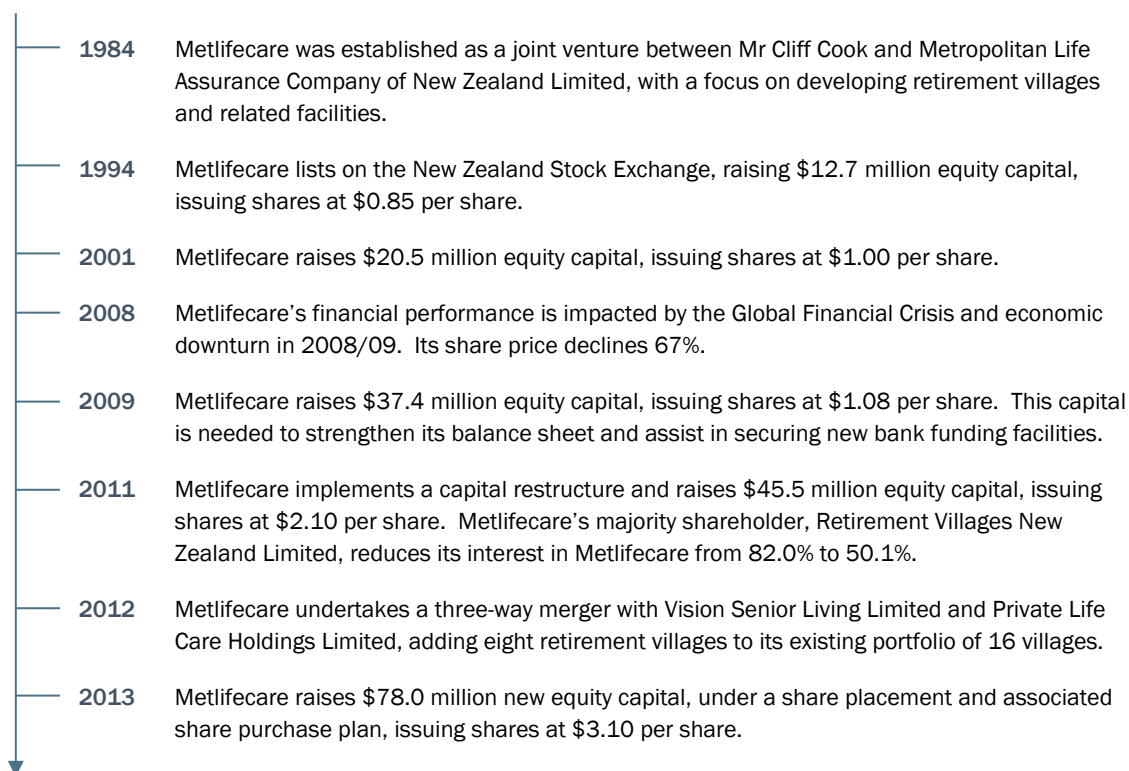 1984 Metlifecare was established as a joint venture between Mr Cliff Cook and Metropolitan Life
Assurance Company of New Zealand Limited, with a focus on developing retirement villages
and related facilities.
1994 Metlifecare lists on the New Zealand Stock Exchange, raising $12.7 million equity capital,
issuing shares at $0.85 per share.
2001 Metlifecare raises $20.5 million equity capital, issuing shares at $1.00 per share.
2008 Metlifecare's financial performance is impacted by the Global Financial Crisis and economic
downturn in 2008/09.  Its share price declines 67%.
2009 Metlifecare raises $37.4 million equity capital, issuing shares at $1.08 per share.  This capital
is needed to strengthen its balance sheet and assist in securing new bank funding facilities.
2011 Metlifecare implements a capital restructure and raises $45.5 million equity capital, issuing
shares at $2.10 per share.  Metlifecare's majority shareholder, Retirement Villages New
Zealand Limited, reduces its interest in Metlifecare from 82.0% to 50.1%.
2012 Metlifecare undertakes a three-way merger with Vision Senior Living Limited and Private Life
Care Holdings Limited, adding eight retirement villages to its existing portfolio of 16 villages.
2013 Metlifecare raises $78.0 million new equity capital, under a share placement and associated
share purchase plan, issuing shares at $3.10 per share.